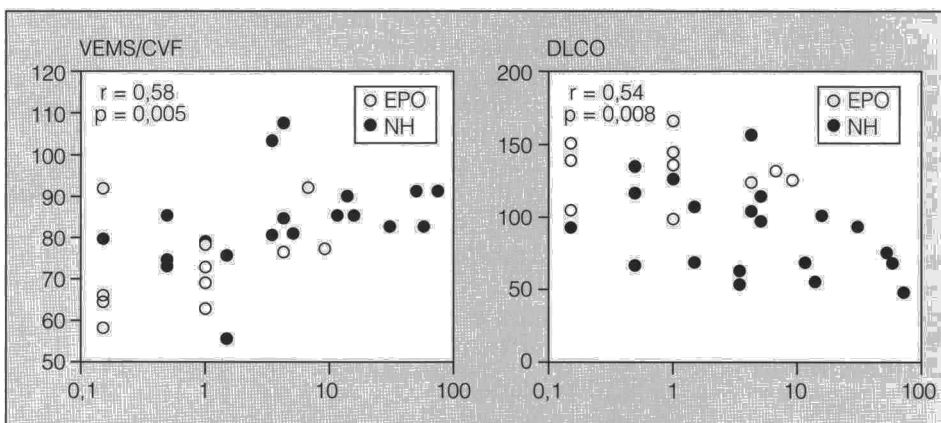 VEMS/CVF
120
110
100
90
80
70
60
50
0,1
1
10
100
r = 0,58
p = 0,005
EPO
NH
DLCO
200
150
100
50
0
0,1
1
10
100
r = 0,54
p = 0,008
EPO
NH